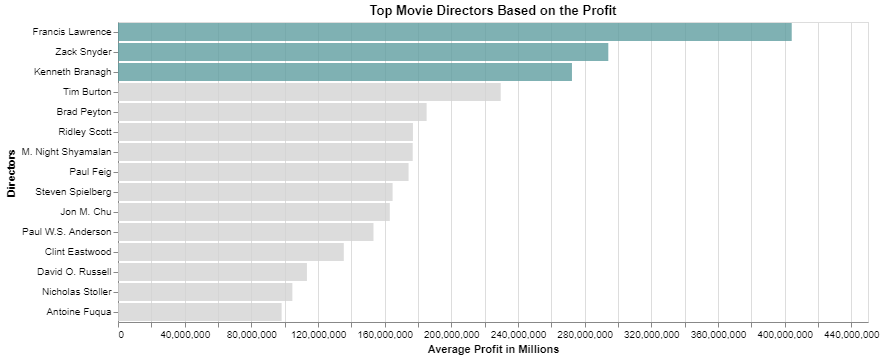 Top Movie Directors Based on the Profit
Directors
Francis Lawrence
Zack Snyder
Kenneth Branagh
Tim Burton
Brad Peyton
Ridley Scott
M. Night Shyamalan
Paul Feig
Steven Spielberg
Jon M. Chu
Paul W.S. Anderson
Clint Eastwood
David O. Russell
Nicholas Stoller
Antoine Fuqua
0 40,000,000 80,000,000 120,000,000 160,000,000 200,000,000 240,000,000 280,000,000 320,000,000 360,000,000 400,000,000 440,000,000
Average Profit in Millions